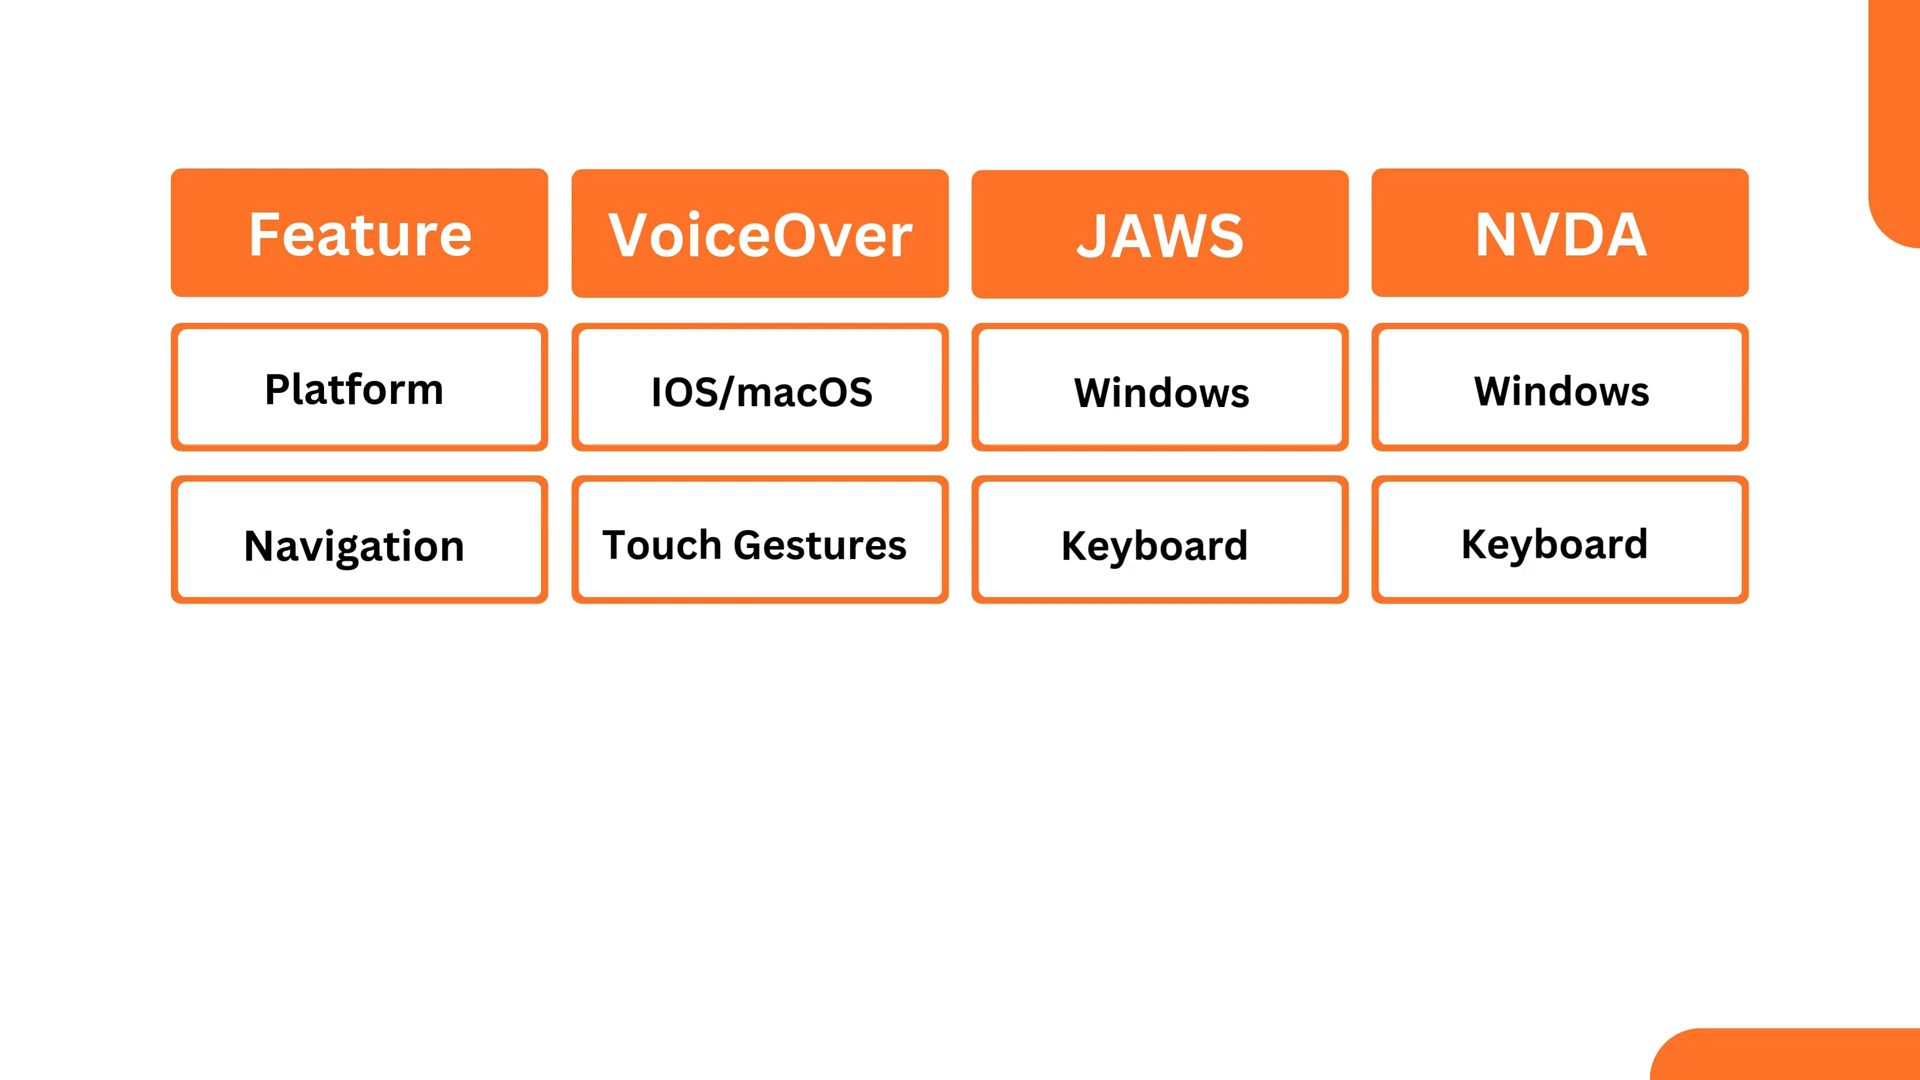 Feature VoiceOver JAWS NVDA
Platform IOS/macOS Windows Windows
Navigation Touch Gestures Keyboard Keyboard